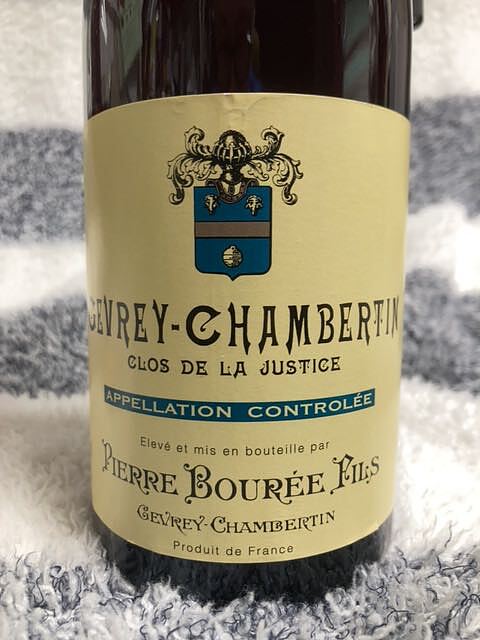 GEVREY-CHAMBERTIN
CLOS DE LA JUSTICE
APPELLATION CONTROLÉE
Elevé et mis en bouteille par
PIERRE BOURÉE FILS
GEVREY-CHAMBERTIN
Produit de France